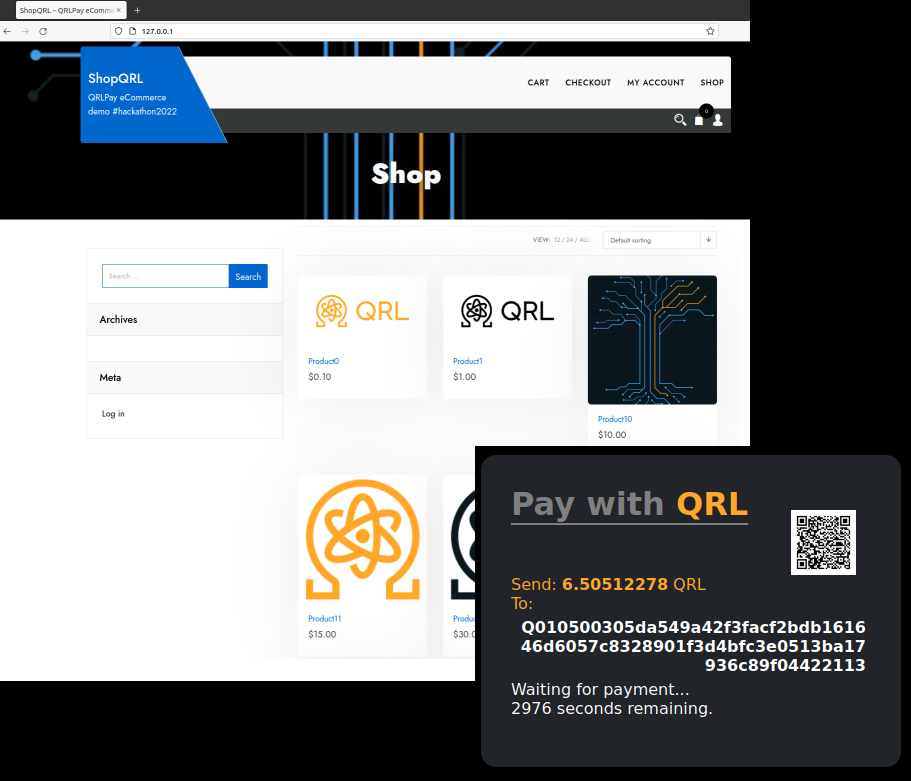 ShopQRL – QRLPay eComme
127.0.0.1
ShopQRL
QRLPay eCommerce
demo #hackathon2022
CART CHECKOUT MY ACCOUNT SHOP
0
Shop
VIEW: 12 / 24 / ALL:
Default sorting
Search ...
Search
Archives
Meta
Log in
QRL
Product0
$0.10
QRL
Product1
$1.00
Product10
$10.00
Product11
$15.00
Produ
$30.0
Pay with QRL
Send: 6.50512278 QRL
To:
Q010500305da549a42f3facf2bdb1616
46d6057c8328901f3d4bfc3e0513ba17
936c89f04422113
Waiting for payment...
2976 seconds remaining.